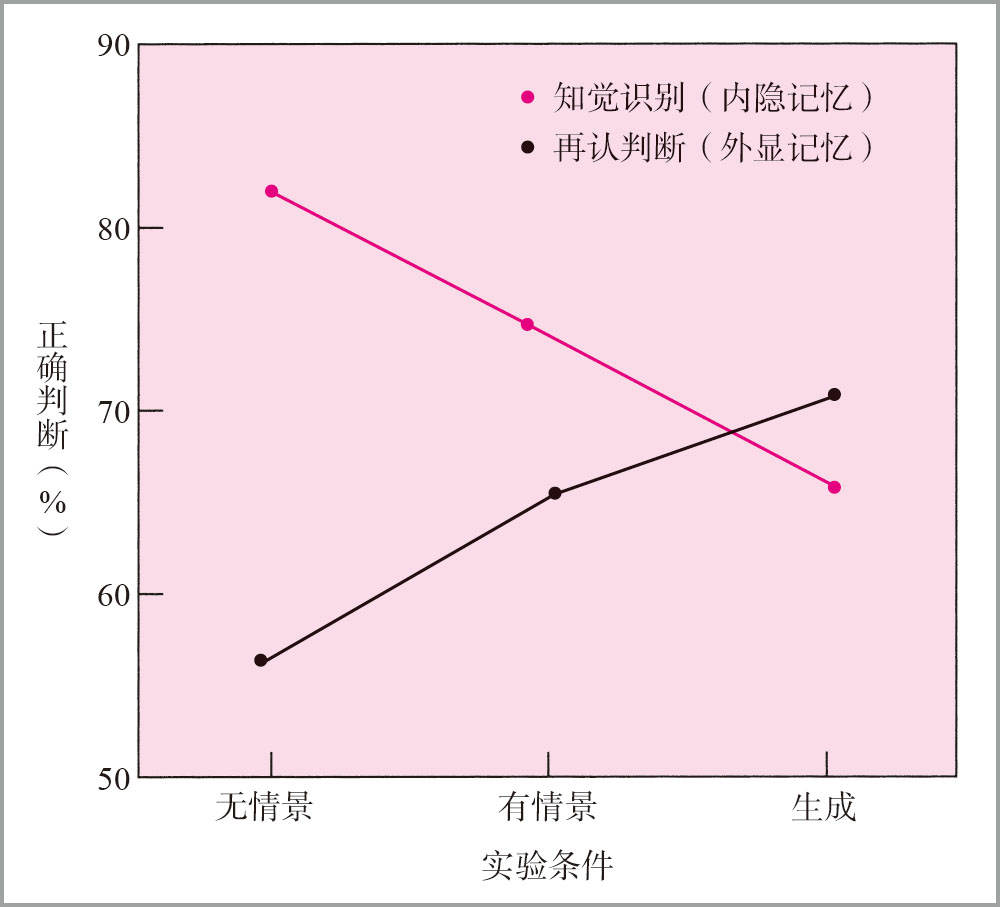 90
80
70
60
50
正确判断（%）
知觉识别（内隐记忆）
再认判断（外显记忆）
无情景
有情景
生成
实验条件